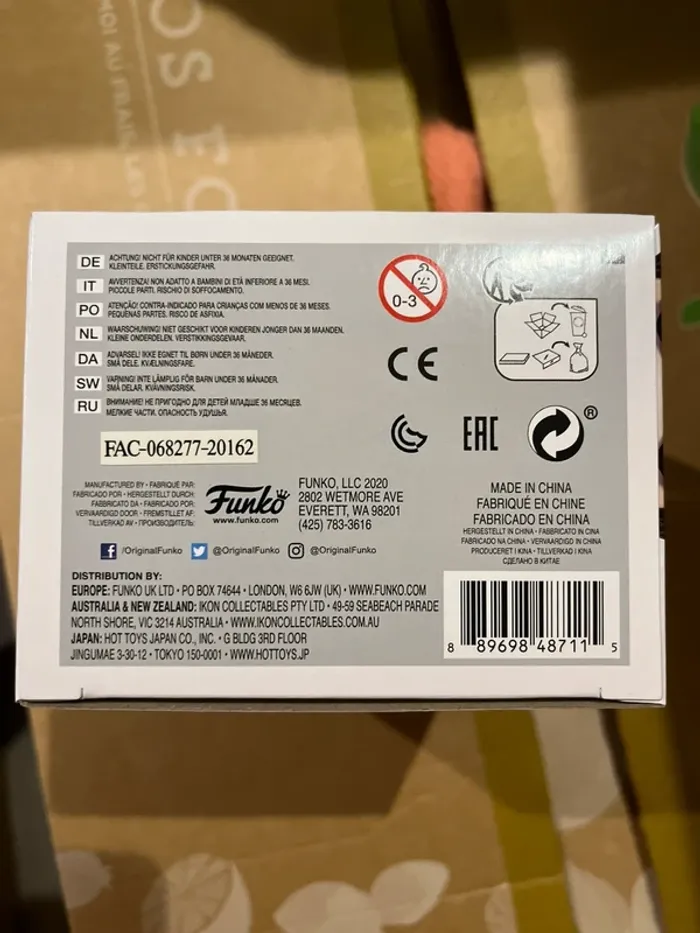 DE ACHTUNG! NICHT FÜR KINDER UNTER 36 MONATEN GEEIGNET.
KLEINTEILE. ERSTICKUNGSGEFAHR.
IT AVVERTENZA! NON ADATTO A BAMBINI DI ETÀ INFERIORE A 36 MESI.
PICCOLE PARTI. RISCHIO DI SOFFOCAMENTO.
PO ATENÇÃO! CONTRA-INDICADO PARA CRIANÇAS COM MENOS DE 36 MESES.
PEQUENAS PARTES. RISCO DE ASFIXIA.
NL WAARSCHUWING! NIET GESCHIKT VOOR KINDEREN JONGER DAN 36 MAANDEN.
KLEINE ONDERDELEN. VERSTIKKINGSGEVAAR.
DA ADVARSEL! IKKE EGNET TIL BØRN UNDER 36 MÅNEDER.
SMÅ DELE. KVÆLNINGSFARE.
SW VARNING! INTE LÄMPLIG FÖR BARN UNDER 36 MÅNADER.
SMÅ DELAR. KVÄVNINGSRISK.
RU ВНИМАНИЕ! НЕ ПРИГОДНО ДЛЯ ДЕТЕЙ МЛАДШЕ 36 МЕСЯЦЕВ.
МЕЛКИЕ ЧАСТИ. ОПАСНОСТЬ УДУШЬЯ.
0-3
CE
EAC
®
FAC-068277-20162
MANUFACTURED BY • FABRIQUÉ PAR:
FABRICADO POR • HERGESTELLT DURCH:
FABBRICATO DA • FABRICADO POR:
VERVAARDIGD DOOR • FREMSTILLET AF:
TILLVERKAD AV • ПРОИЗВОДИТЕЛЬ:
Funko
www.funko.com
FUNKO, LLC 2020
2802 WETMORE AVE
EVERETT, WA 98201
(425) 783-3616
MADE IN CHINA
FABRIQUÉ EN CHINE
FABRICADO EN CHINA
HERGESTELLT IN CHINA • FABBRICATO IN CINA
FABRICADO NA CHINA • VERVAARDIGD IN CHINA
PRODUCERET I KINA • TILLVERKAD I KINA
СДЕЛАНО В КИТАЕ
/OriginalFunko @OriginalFunko @OriginalFunko
DISTRIBUTION BY:
EUROPE: FUNKO UK LTD • PO BOX 74644 • LONDON, W6 6JW (UK) • WWW.FUNKO.COM
AUSTRALIA & NEW ZEALAND: IKON COLLECTABLES PTY LTD • 49-59 SEABEACH PARADE
NORTH SHORE, VIC 3214 AUSTRALIA • WWW.IKONCOLLECTABLES.COM.AU
JAPAN: HOT TOYS JAPAN CO., INC. • G BLDG 3RD FLOOR
JINGUMAE 3-30-12 • TOKYO 150-0001 • WWW.HOTTOYS.JP
8 89698 48711 5